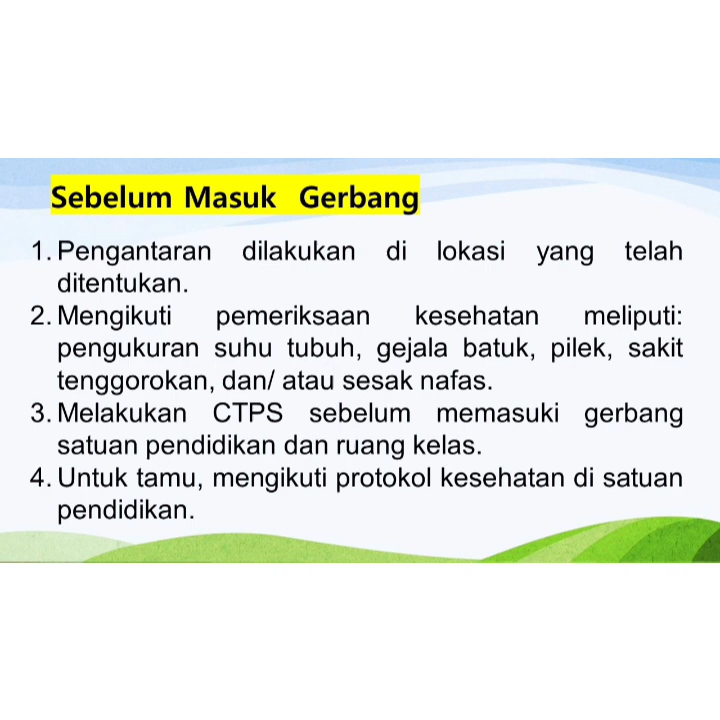 Sebelum Masuk Gerbang
1. Pengantaran dilakukan di lokasi yang telah
ditentukan.
2. Mengikuti pemeriksaan kesehatan meliputi:
pengukuran suhu tubuh, gejala batuk, pilek, sakit
tenggorokan, dan/ atau sesak nafas.
3. Melakukan CTPS sebelum memasuki gerbang
satuan pendidikan dan ruang kelas.
4. Untuk tamu, mengikuti protokol kesehatan di satuan
pendidikan.